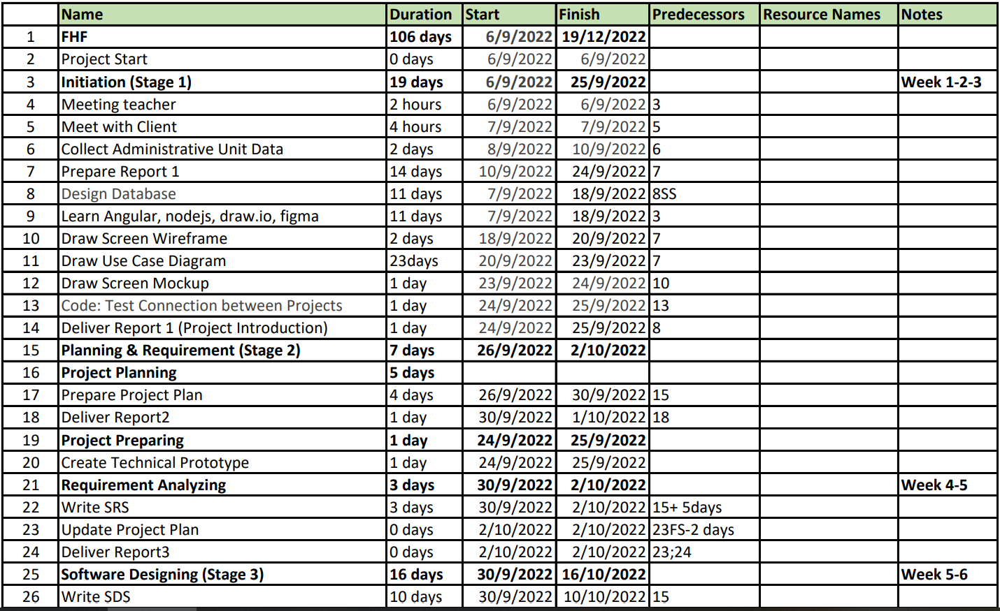 Name Duration Start Finish Predecessors Resource Names Notes
1 FHF 106 days 6/9/2022 19/12/2022
2 Project Start 0 days 6/9/2022 6/9/2022
3 Initiation (Stage 1) 19 days 6/9/2022 25/9/2022 Week 1-2-3
4 Meeting teacher 2 hours 6/9/2022 6/9/2022 3
5 Meet with Client 4 hours 7/9/2022 7/9/2022 5
6 Collect Administrative Unit Data 2 days 8/9/2022 10/9/2022 6
7 Prepare Report 1 14 days 10/9/2022 24/9/2022 7
8 Design Database 11 days 7/9/2022 18/9/2022 8SS
9 Learn Angular, nodejs, draw.io, figma 11 days 7/9/2022 18/9/2022 3
10 Draw Screen Wireframe 2 days 18/9/2022 20/9/2022 7
11 Draw Use Case Diagram 23days 20/9/2022 23/9/2022 7
12 Draw Screen Mockup 1 day 23/9/2022 24/9/2022 10
13 Code: Test Connection between Projects 1 day 24/9/2022 25/9/2022 13
14 Deliver Report 1 (Project Introduction) 1 day 24/9/2022 25/9/2022 8
15 Planning & Requirement (Stage 2) 7 days 26/9/2022 2/10/2022
16 Project Planning 5 days
17 Prepare Project Plan 4 days 26/9/2022 30/9/2022 15
18 Deliver Report2 1 day 30/9/2022 1/10/2022 18
19 Project Preparing 1 day 24/9/2022 25/9/2022
20 Create Technical Prototype 1 day 24/9/2022 25/9/2022
21 Requirement Analyzing 3 days 30/9/2022 2/10/2022 Week 4-5
22 Write SRS 3 days 30/9/2022 2/10/2022 15+ 5days
23 Update Project Plan 0 days 2/10/2022 2/10/2022 23FS-2 days
24 Deliver Report3 0 days 2/10/2022 2/10/2022 23;24
25 Software Designing (Stage 3) 16 days 30/9/2022 16/10/2022 Week 5-6
26 Write SDS 10 days 30/9/2022 10/10/2022 15